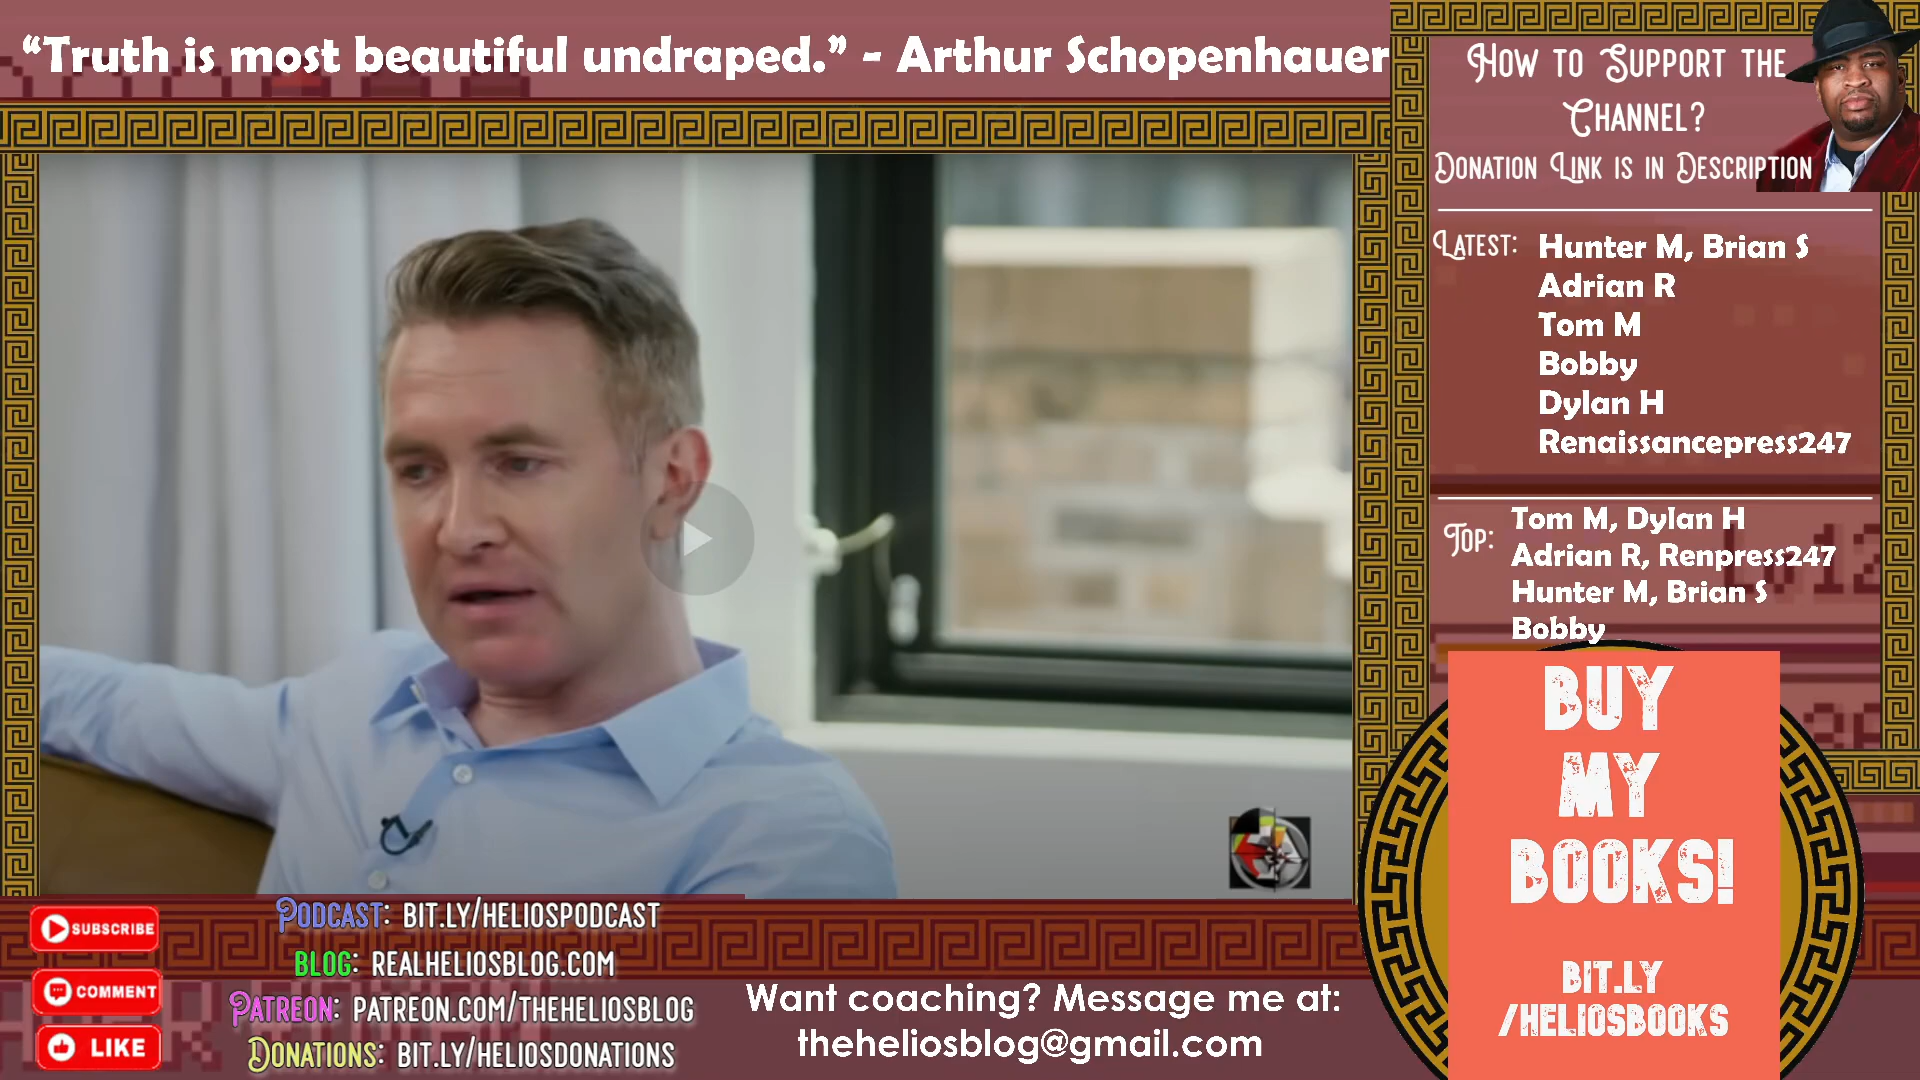 “Truth is most beautiful undraped.” - Arthur Schopenhauer
How to Support the
Channel?
Donation Link is in Description
Latest: Hunter M, Brian S
Adrian R
Tom M
Bobby
Dylan H
Renaissancepress247
Top: Tom M, Dylan H
Adrian R, Renpress247
Hunter M, Brian S
Bobby
BUY
MY
BOOKS!
BIT.LY
/HELIOSBOOKS
SUBSCRIBE
COMMENT
LIKE
Podcast: bit.ly/heliospodcast
Blog: realheliosblog.com
Patreon: patreon.com/theheliosblog
Donations: bit.ly/heliosdonations
Want coaching? Message me at:
theheliosblog@gmail.com